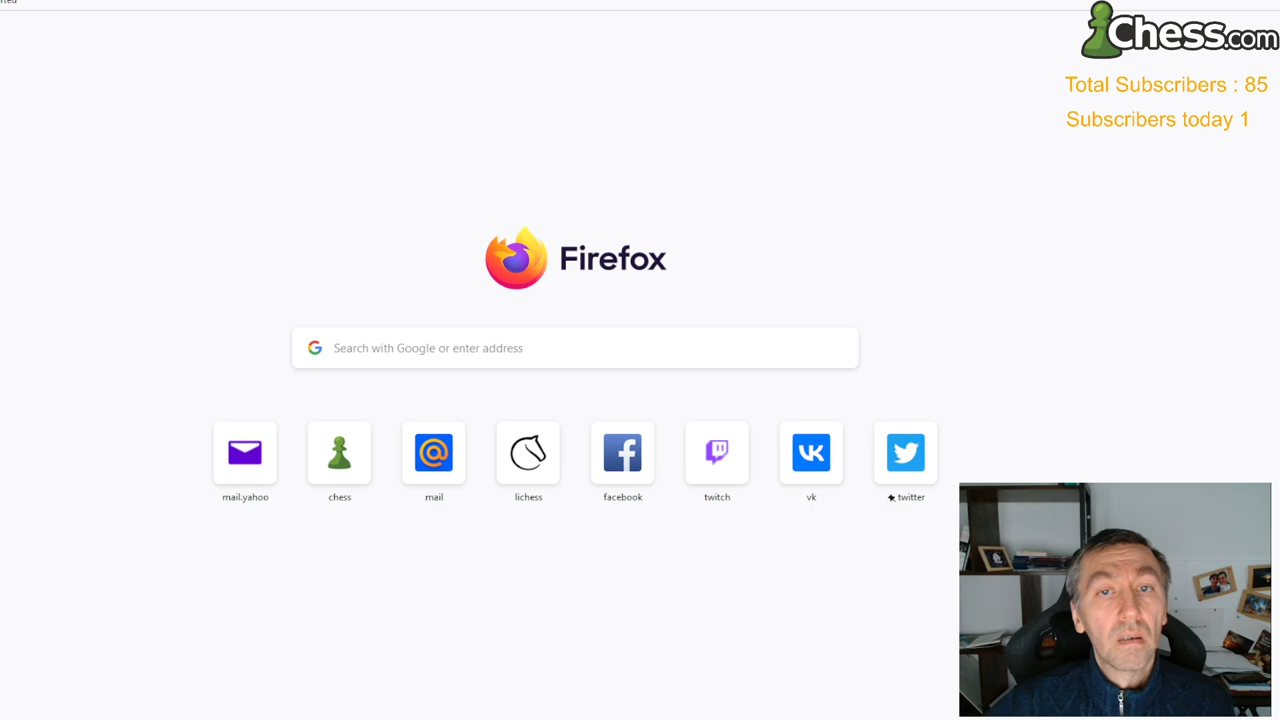 Chess.com
Total Subscribers : 85
Subscribers today 1
Firefox
Search with Google or enter address
mail.yahoo
chess
mail
lichess
facebook
twitch
vk
twitter